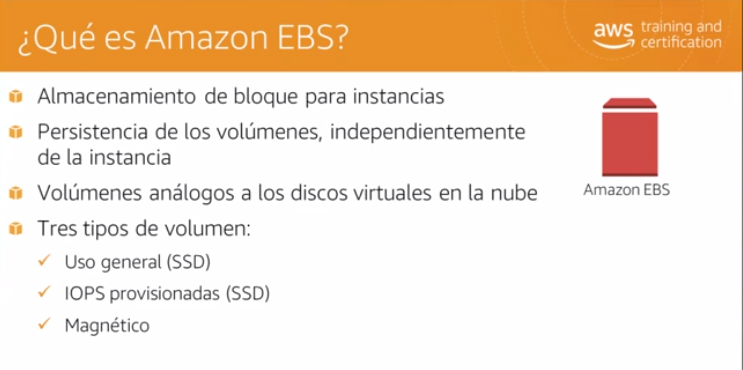 ¿Qué es Amazon EBS?
aws training and
certification
Almacenamiento de bloque para instancias
Persistencia de los volúmenes, independientemente
de la instancia
Volúmenes análogos a los discos virtuales en la nube
Tres tipos de volumen:
Uso general (SSD)
IOPS provisionadas (SSD)
Magnético
Amazon EBS